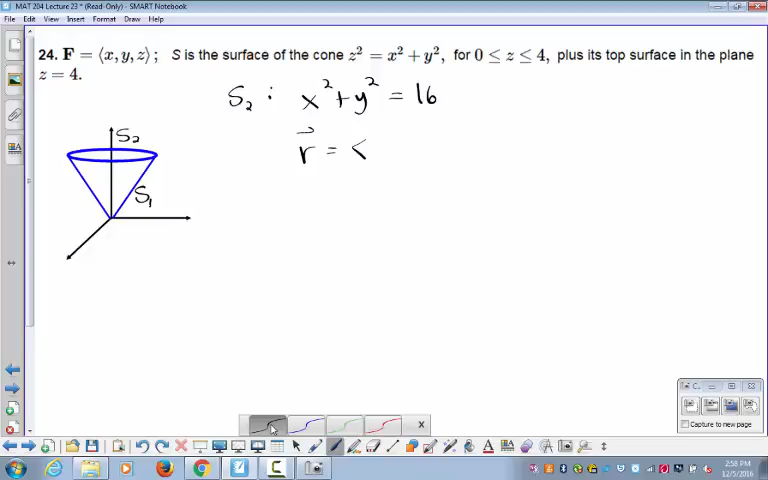 MAT 204 Lecture 23 * (Read-Only) - SMART Notebook
File Edit View Insert Format Tools Draw Help
24. F = ⟨x, y, z⟩; S is the surface of the cone z² = x² + y², for 0 ≤ z ≤ 4, plus its top surface in the plane
z = 4.
S₂ : x² + y² = 16
r⃗ = <
S₂
S₁
C...
Capture to new page
2:58 PM
12/5/2016